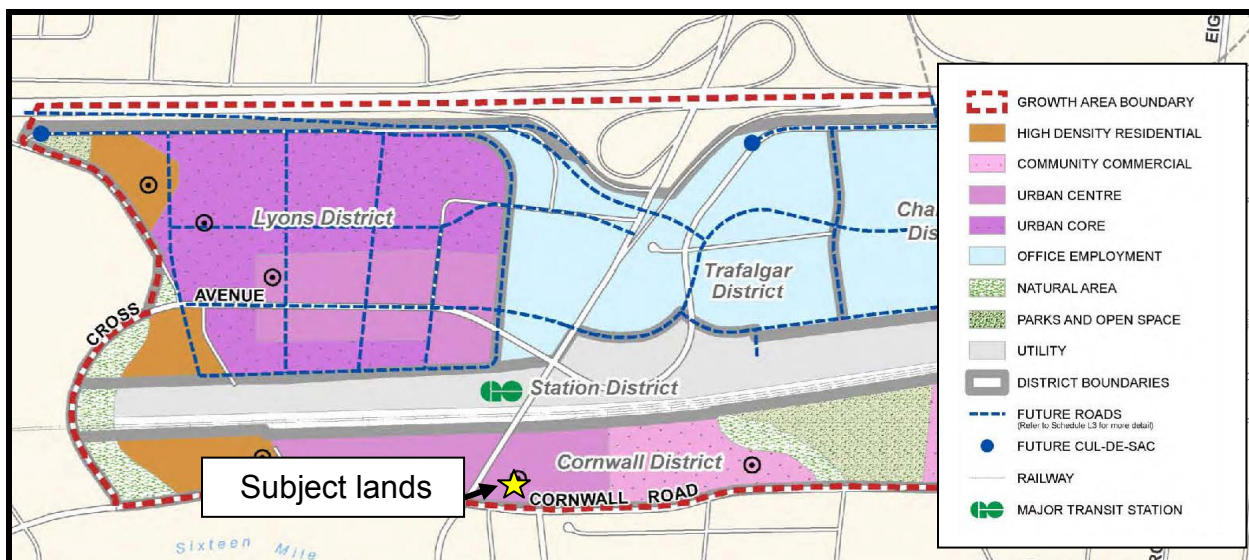 EIG
GROWTH AREA BOUNDARY
HIGH DENSITY RESIDENTIAL
COMMUNITY COMMERCIAL
URBAN CENTRE
URBAN CORE
OFFICE EMPLOYMENT
NATURAL AREA
PARKS AND OPEN SPACE
UTILITY
DISTRICT BOUNDARIES
FUTURE ROADS
(Refer to Schedule L3 for more detail)
FUTURE CUL-DE-SAC
RAILWAY
GO MAJOR TRANSIT STATION
Lyons District
Cha
Dis
Trafalgar
District
CROSS AVENUE
GO Station District
Cornwall District
Subject lands
CORNWALL ROAD
Sixteen Mile